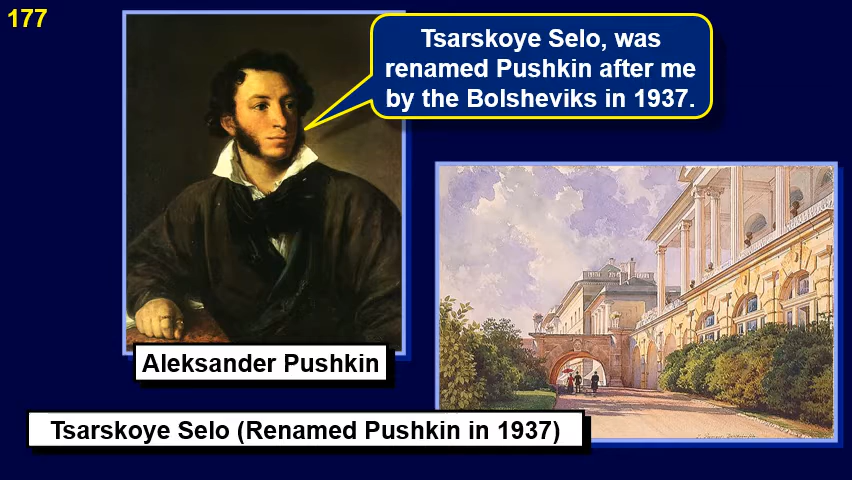 177
Tsarskoye Selo, was
renamed Pushkin after me
by the Bolsheviks in 1937.
Aleksander Pushkin
Tsarskoye Selo (Renamed Pushkin in 1937)